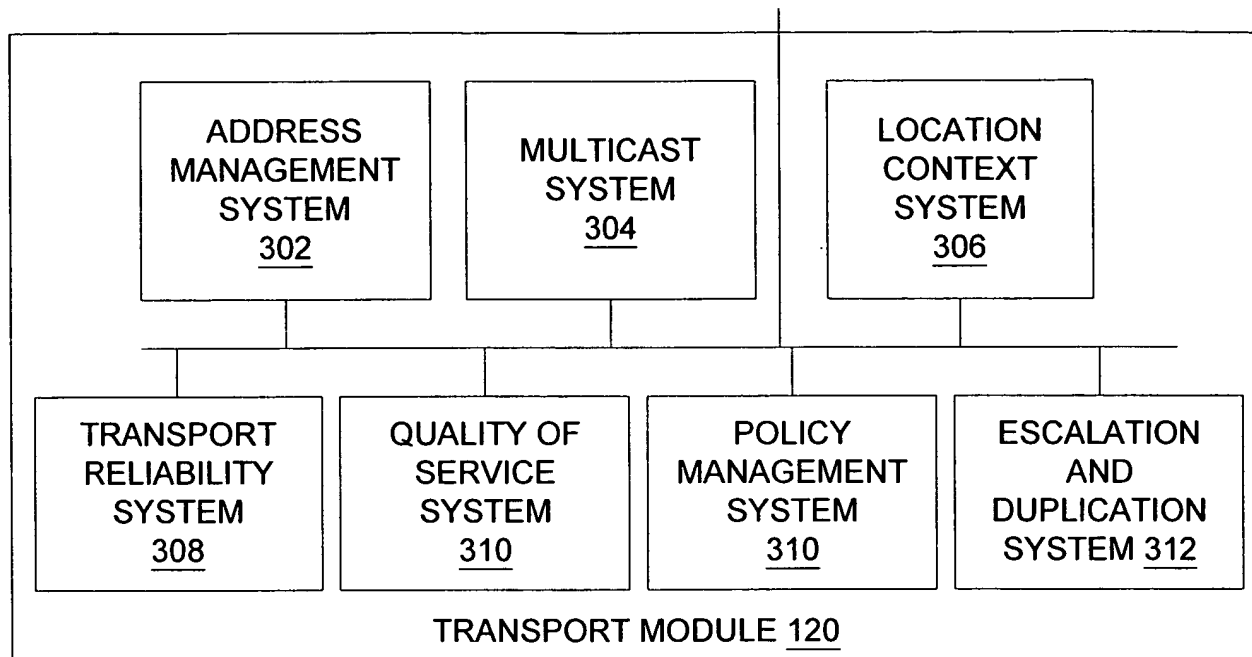 ADDRESS
MANAGEMENT
SYSTEM
302
MULTICAST
SYSTEM
304
LOCATION
CONTEXT
SYSTEM
306
TRANSPORT
RELIABILITY
SYSTEM
308
QUALITY OF
SERVICE
SYSTEM
310
POLICY
MANAGEMENT
SYSTEM
310
ESCALATION
AND
DUPLICATION
SYSTEM 312
TRANSPORT MODULE 120